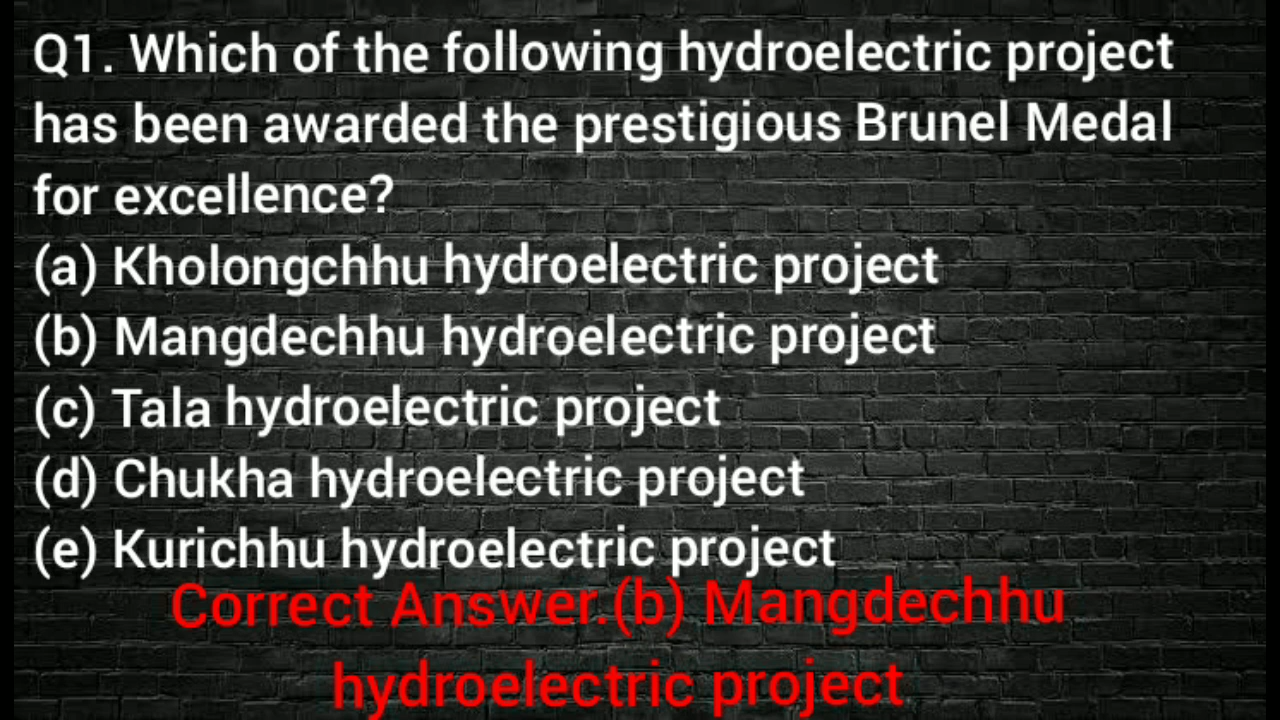 Q1. Which of the following hydroelectric project
has been awarded the prestigious Brunel Medal
for excellence?
(a) Kholongchhu hydroelectric project
(b) Mangdechhu hydroelectric project
(c) Tala hydroelectric project
(d) Chukha hydroelectric project
(e) Kurichhu hydroelectric project
Correct Answer.(b) Mangdechhu
hydroelectric project